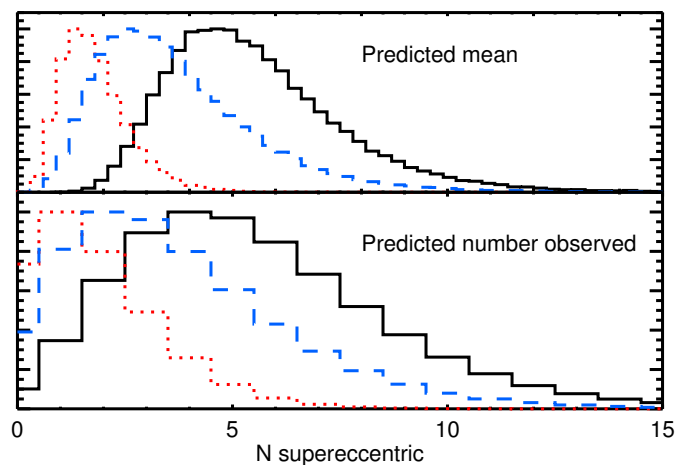 Predicted mean
Predicted number observed
0 5 10 15
N supereccentric